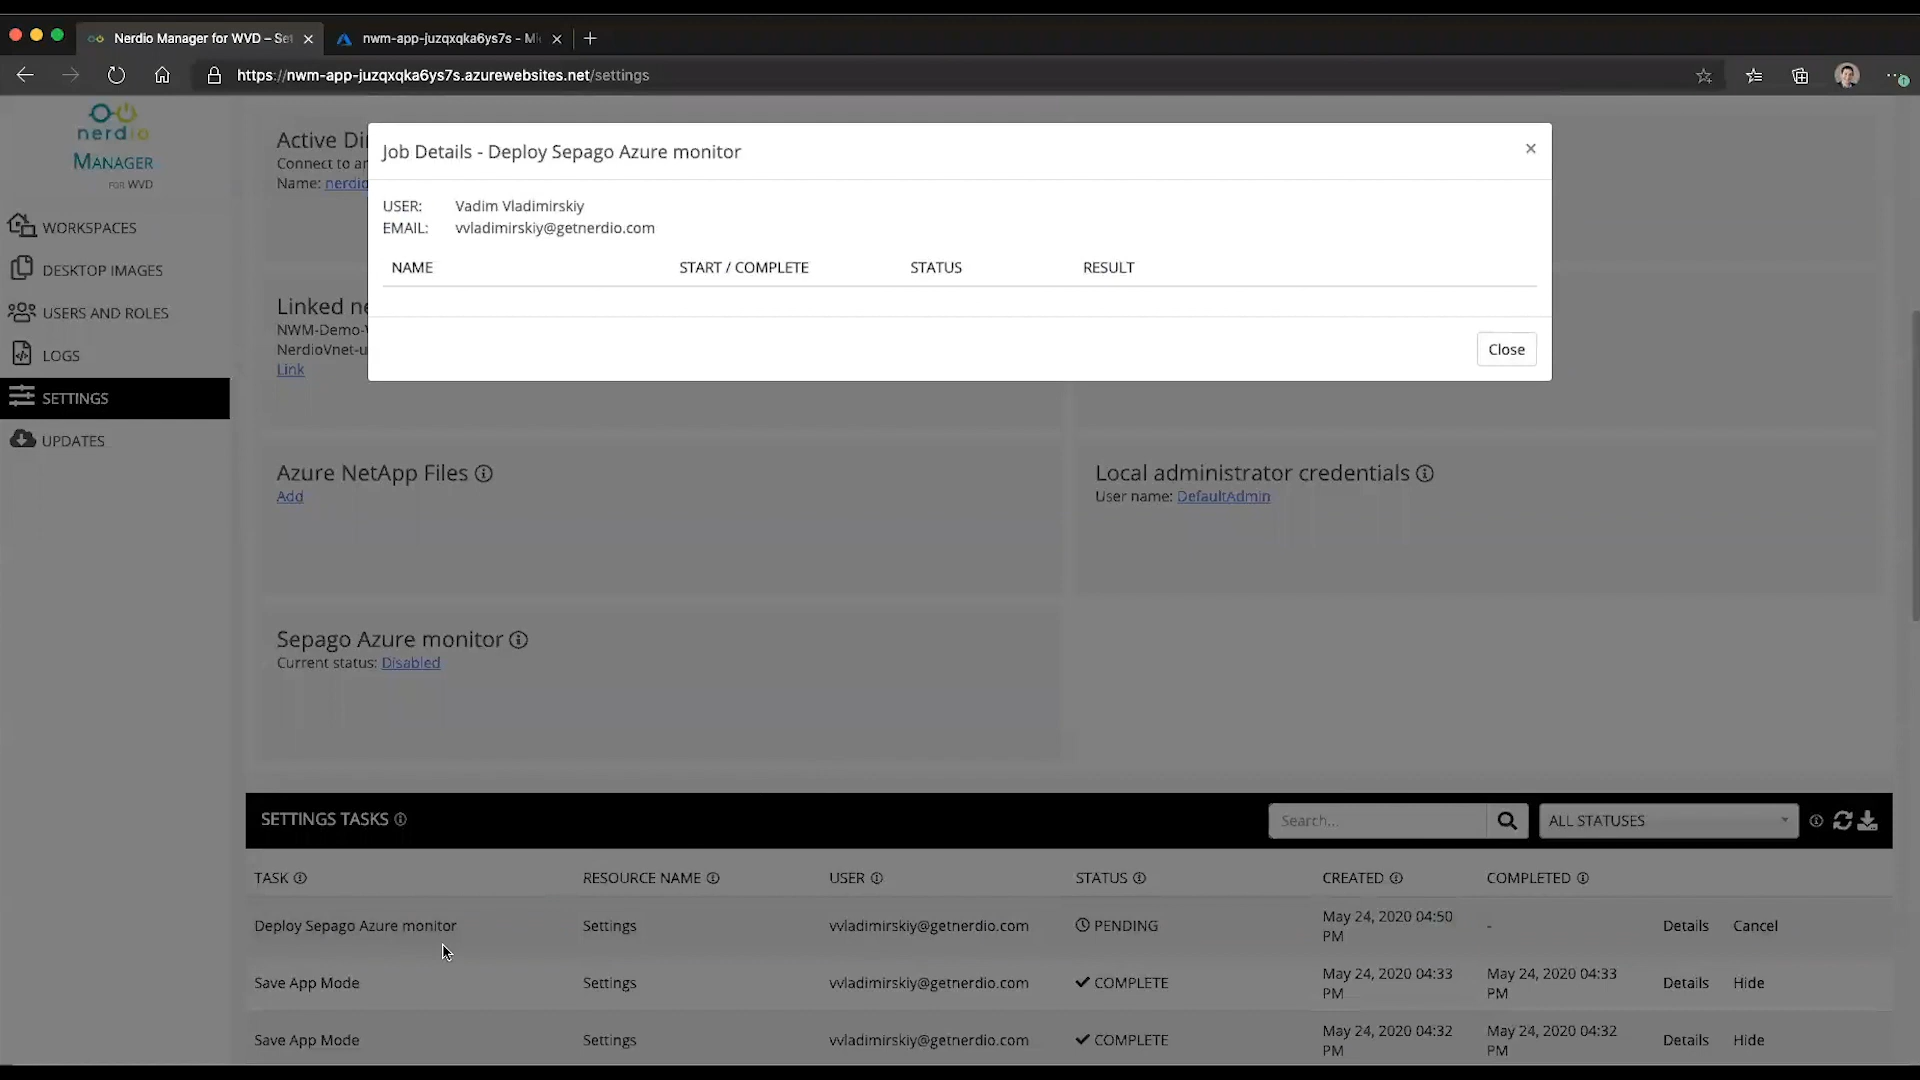 Nerdio Manager for WVD – Set
nwm-app-juzqxqka6ys7s - Mi
https://nwm-app-juzqxqka6ys7s.azurewebsites.net/settings
nerdio
MANAGER
FOR WVD
WORKSPACES
DESKTOP IMAGES
USERS AND ROLES
LOGS
SETTINGS
UPDATES
Active Di
Connect to an
Name: nerdio
Job Details - Deploy Sepago Azure monitor
USER: Vadim Vladimirskiy
EMAIL: vvladimirskiy@getnerdio.com
NAME START / COMPLETE STATUS RESULT
Close
Linked ne
NWM-Demo-V
NerdioVnet-u
Link
Azure NetApp Files
Add
Local administrator credentials
User name: DefaultAdmin
Sepago Azure monitor
Current status: Disabled
SETTINGS TASKS
Search...
ALL STATUSES
TASK RESOURCE NAME USER STATUS CREATED COMPLETED
Deploy Sepago Azure monitor Settings vvladimirskiy@getnerdio.com PENDING May 24, 2020 04:50 PM - Details Cancel
Save App Mode Settings vvladimirskiy@getnerdio.com COMPLETE May 24, 2020 04:33 PM May 24, 2020 04:33 PM Details Hide
Save App Mode Settings vvladimirskiy@getnerdio.com COMPLETE May 24, 2020 04:32 PM May 24, 2020 04:32 PM Details Hide